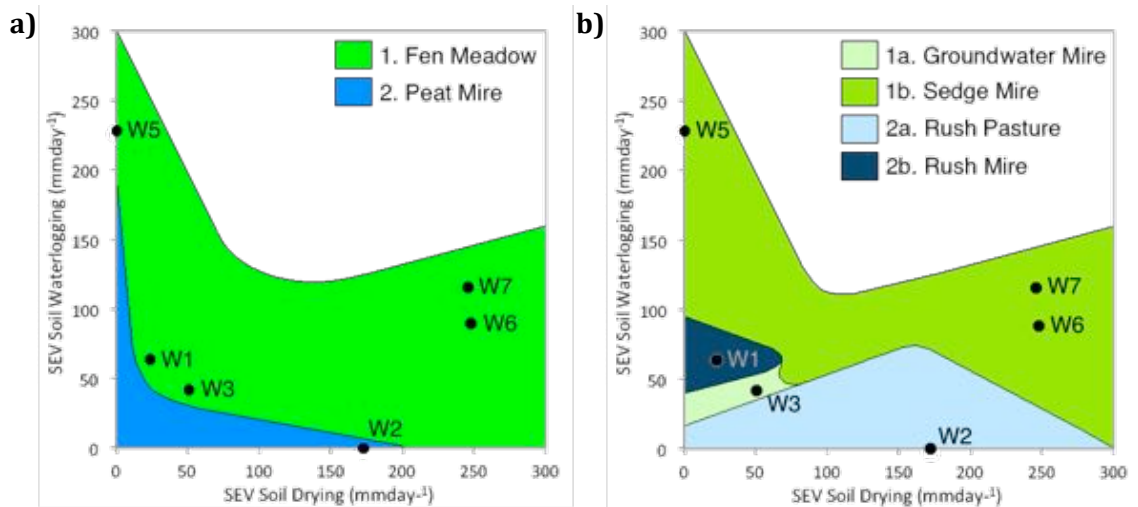 a)
300
250
200
150
100
50
0
SEV Soil Waterlogging (mmday-1)
1. Fen Meadow
2. Peat Mire
W5
W7
W6
W1
W3
W2
0 50 100 150 200 250 300
SEV Soil Drying (mmday-1)
b)
300
250
200
150
100
50
0
SEV Soil Waterlogging (mmday-1)
1a. Groundwater Mire
1b. Sedge Mire
2a. Rush Pasture
2b. Rush Mire
W5
W7
W6
W1
W3
W2
0 50 100 150 200 250 300
SEV Soil Drying (mmday-1)